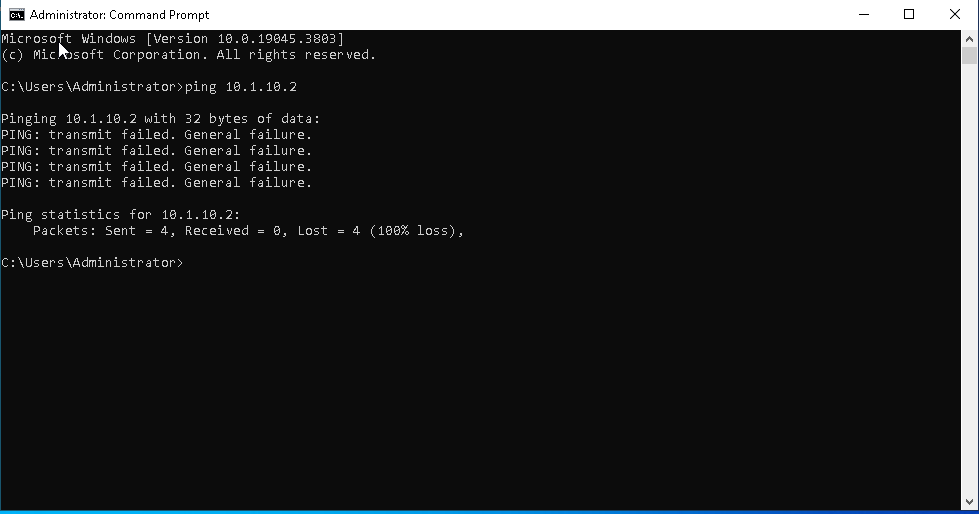 Administrator: Command Prompt
Microsoft Windows [Version 10.0.19045.3803]
(c) Microsoft Corporation. All rights reserved.
C:\Users\Administrator>ping 10.1.10.2
Pinging 10.1.10.2 with 32 bytes of data:
PING: transmit failed. General failure.
PING: transmit failed. General failure.
PING: transmit failed. General failure.
PING: transmit failed. General failure.
Ping statistics for 10.1.10.2:
    Packets: Sent = 4, Received = 0, Lost = 4 (100% loss),
C:\Users\Administrator>